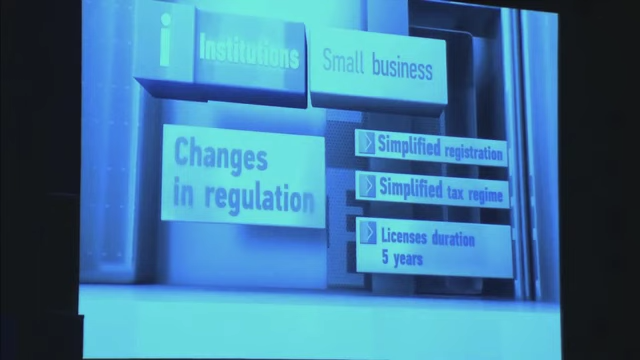 i Institutions
Small business
Changes
in regulation
Simplified registration
Simplified tax regime
Licenses duration
5 years